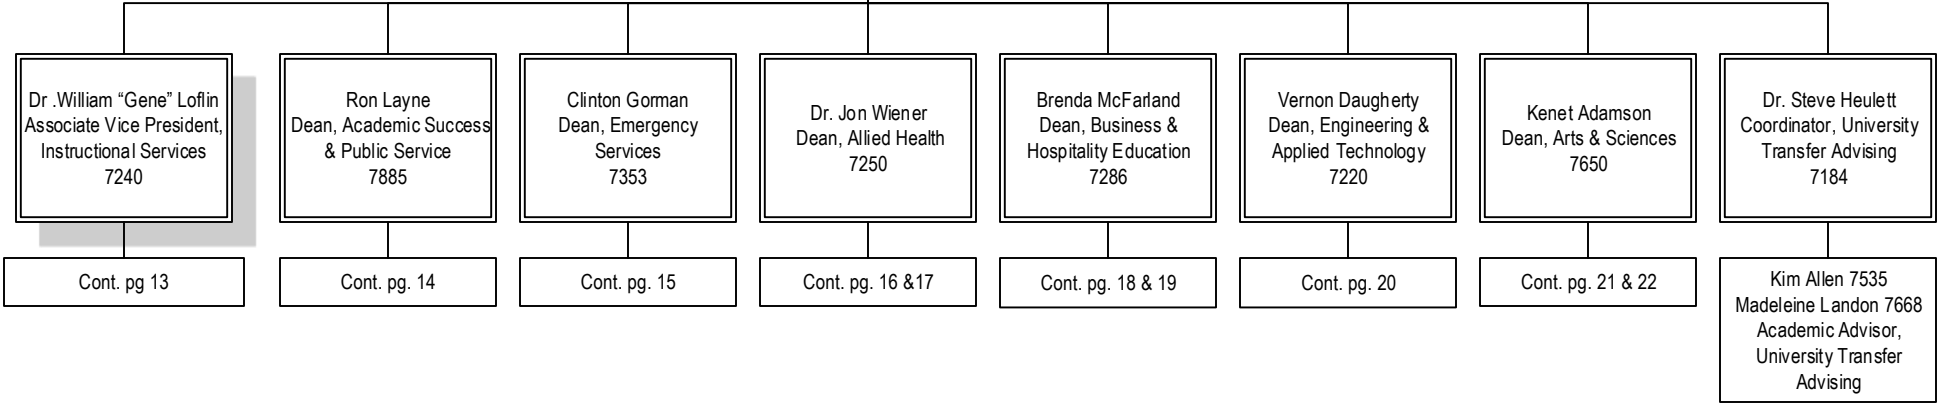 Dr .William “Gene” Loflin
Associate Vice President,
Instructional Services
7240
Ron Layne
Dean, Academic Success
& Public Service
7885
Clinton Gorman
Dean, Emergency
Services
7353
Dr. Jon Wiener
Dean, Allied Health
7250
Brenda McFarland
Dean, Business &
Hospitality Education
7286
Vernon Daugherty
Dean, Engineering &
Applied Technology
7220
Kenet Adamson
Dean, Arts & Sciences
7650
Dr. Steve Heulett
Coordinator, University
Transfer Advising
7184
Cont. pg 13
Cont. pg. 14
Cont. pg. 15
Cont. pg. 16 &17
Cont. pg. 18 & 19
Cont. pg. 20
Cont. pg. 21 & 22
Kim Allen 7535
Madeleine Landon 7668
Academic Advisor,
University Transfer
Advising